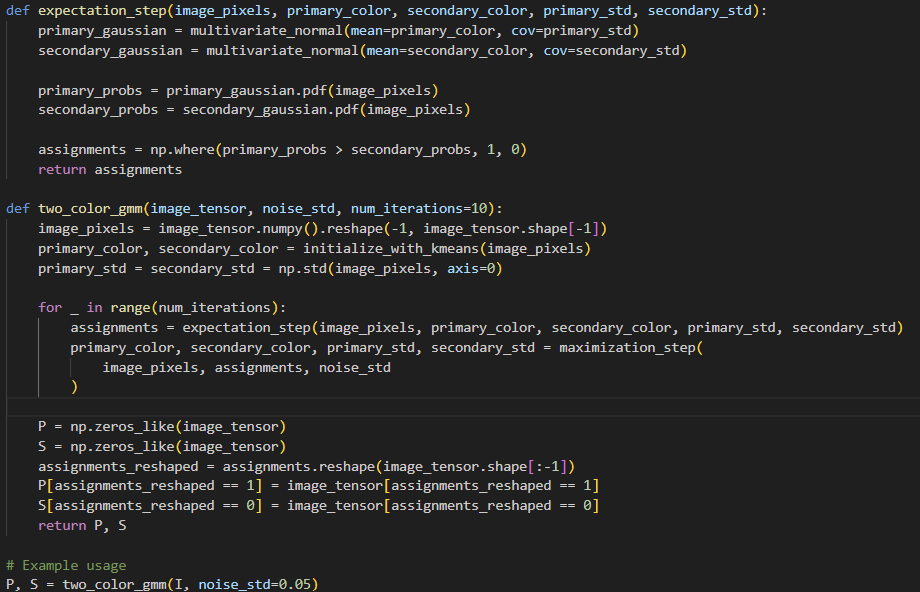 def expectation_step(image_pixels, primary_color, secondary_color, primary_std, secondary_std):
    primary_gaussian = multivariate_normal(mean=primary_color, cov=primary_std)
    secondary_gaussian = multivariate_normal(mean=secondary_color, cov=secondary_std)

    primary_probs = primary_gaussian.pdf(image_pixels)
    secondary_probs = secondary_gaussian.pdf(image_pixels)

    assignments = np.where(primary_probs > secondary_probs, 1, 0)
    return assignments

def two_color_gmm(image_tensor, noise_std, num_iterations=10):
    image_pixels = image_tensor.numpy().reshape(-1, image_tensor.shape[-1])
    primary_color, secondary_color = initialize_with_kmeans(image_pixels)
    primary_std = secondary_std = np.std(image_pixels, axis=0)

    for _ in range(num_iterations):
        assignments = expectation_step(image_pixels, primary_color, secondary_color, primary_std, secondary_std)
        primary_color, secondary_color, primary_std, secondary_std = maximization_step(
            image_pixels, assignments, noise_std
        )

    P = np.zeros_like(image_tensor)
    S = np.zeros_like(image_tensor)
    assignments_reshaped = assignments.reshape(image_tensor.shape[:-1])
    P[assignments_reshaped == 1] = image_tensor[assignments_reshaped == 1]
    S[assignments_reshaped == 0] = image_tensor[assignments_reshaped == 0]
    return P, S

# Example usage
P, S = two_color_gmm(I, noise_std=0.05)